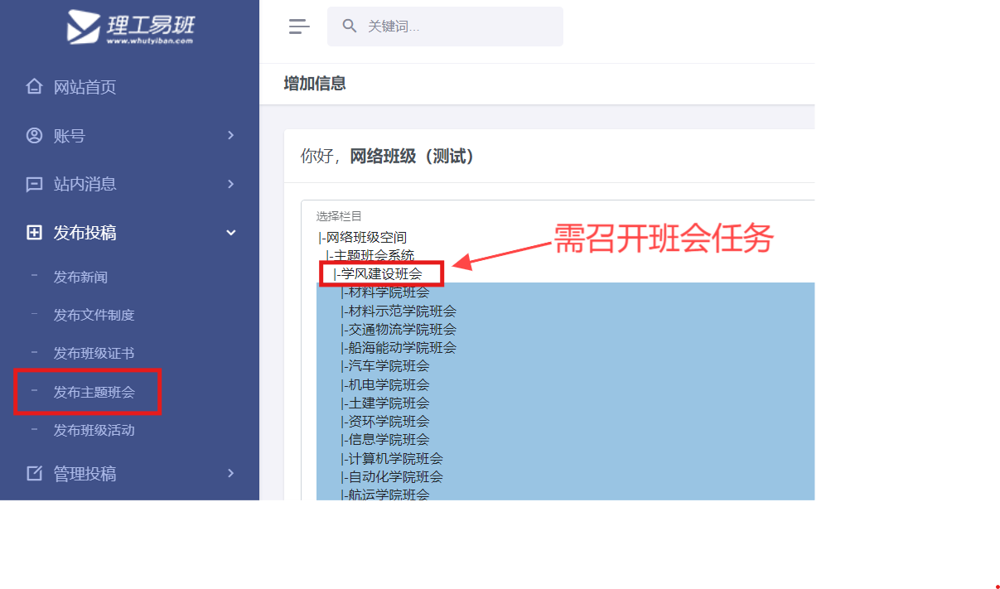 理工易班
www.whutyiban.com
关键词...
网站首页
增加信息
账号
你好，网络班级（测试）
站内消息
发布投稿
发布新闻
发布文件制度
发布班级证书
发布主题班会
发布班级活动
管理投稿
选择栏目
|-网络班级空间
|-主题班会系统
|-学风建设班会
需召开班会任务
|-材料学院班会
|-材料示范学院班会
|-交通物流学院班会
|-船海能动学院班会
|-汽车学院班会
|-机电学院班会
|-土建学院班会
|-资环学院班会
|-信息学院班会
|-计算机学院班会
|-自动化学院班会
|-航运学院班会